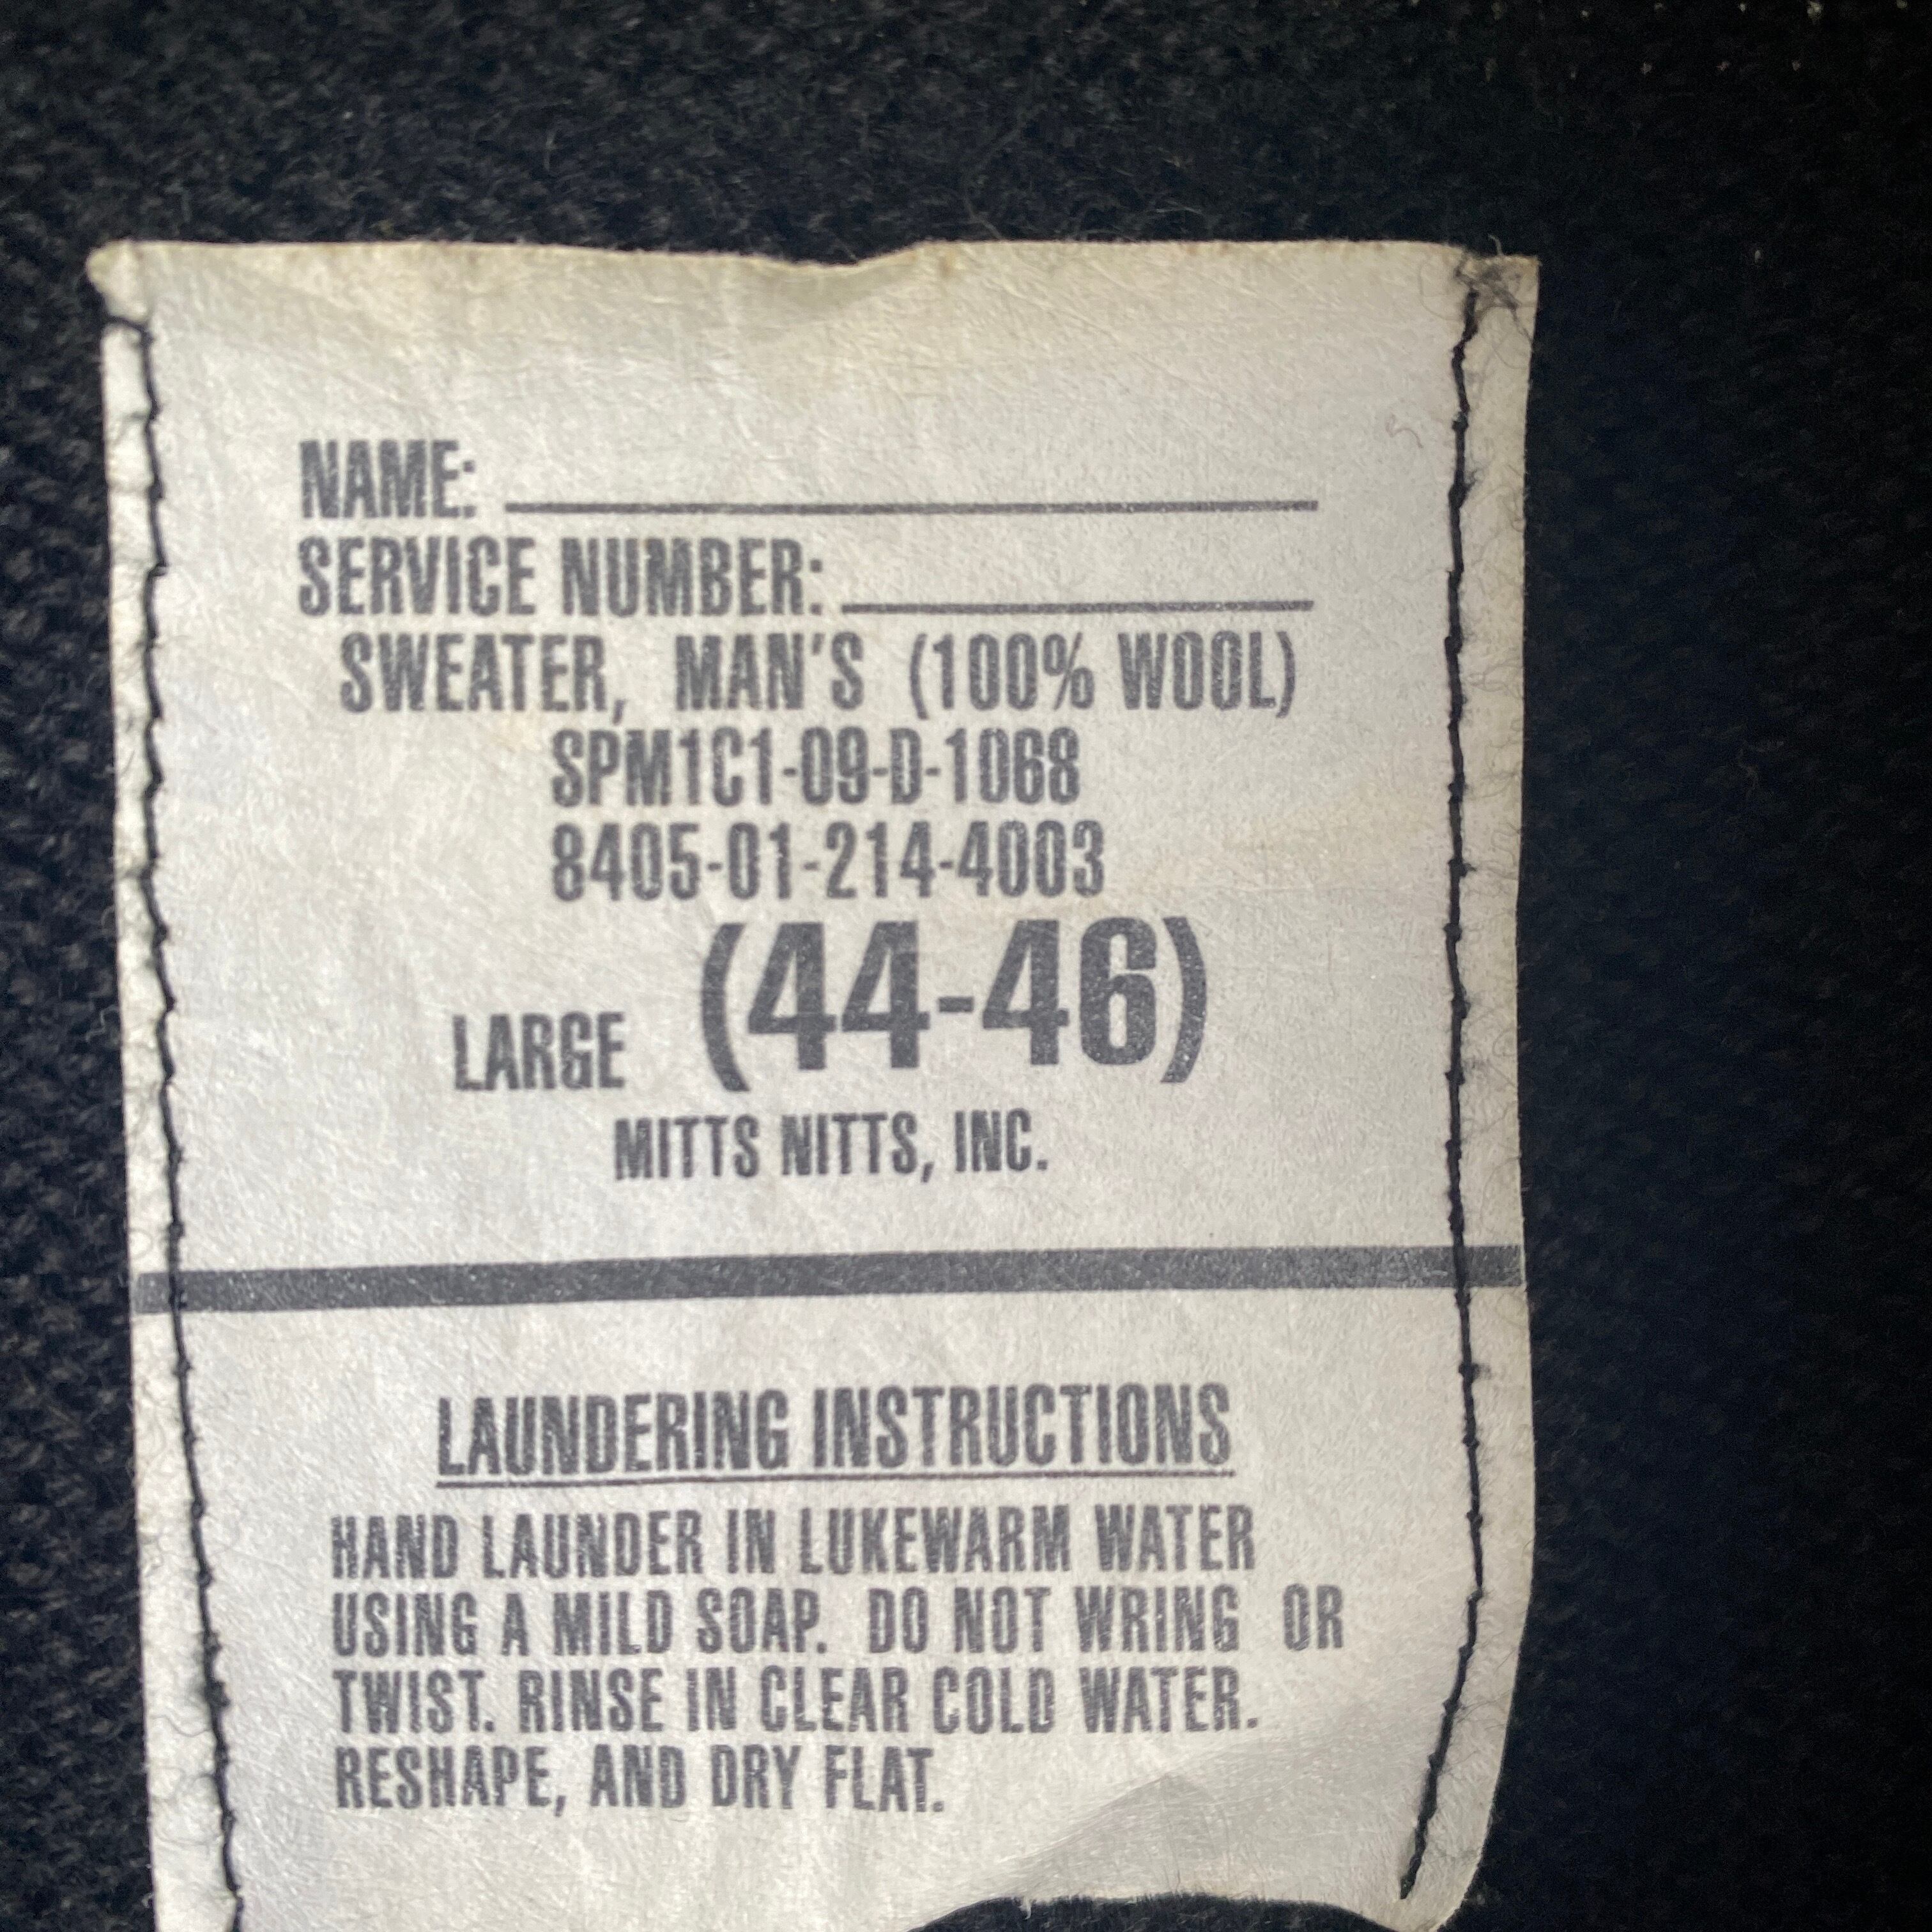 NAME:
SERVICE NUMBER:
SWEATER, MAN'S (100% WOOL)
SPM1C1-09-D-1068
8405-01-214-4003
LARGE (44-46)
MITTS NITTS, INC.
LAUNDERING INSTRUCTIONS
HAND LAUNDER IN LUKEWARM WATER
USING A MILD SOAP. DO NOT WRING OR
TWIST. RINSE IN CLEAR COLD WATER.
RESHAPE, AND DRY FLAT.